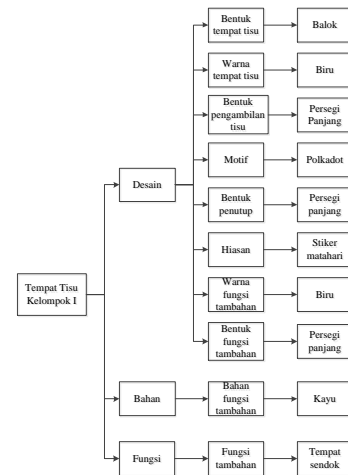 Bentuk
tempat tisu
Balok
Warna
tempat tisu
Biru
Bentuk
pengambilan
tisu
Persegi
Panjang
Desain
Motif
Polkadot
Bentuk
penutup
Persegi
panjang
Hiasan
Stiker
matahari
Tempat Tisu
Kelompok I
Warna
fungsi
tambahan
Biru
Bentuk
fungsi
tambahan
Persegi
panjang
Bahan
Bahan
fungsi
tambahan
Kayu
Fungsi
Fungsi
tambahan
Tempat
sendok